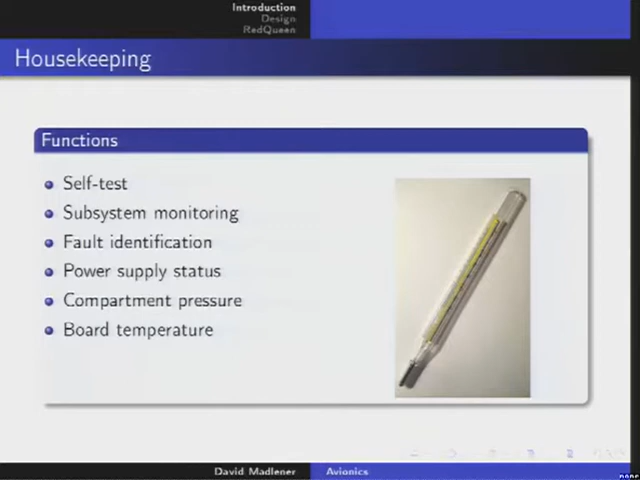 Introduction
Design
RedQueen
Housekeeping
Functions
Self-test
Subsystem monitoring
Fault identification
Power supply status
Compartment pressure
Board temperature
David Madlener
Avionics